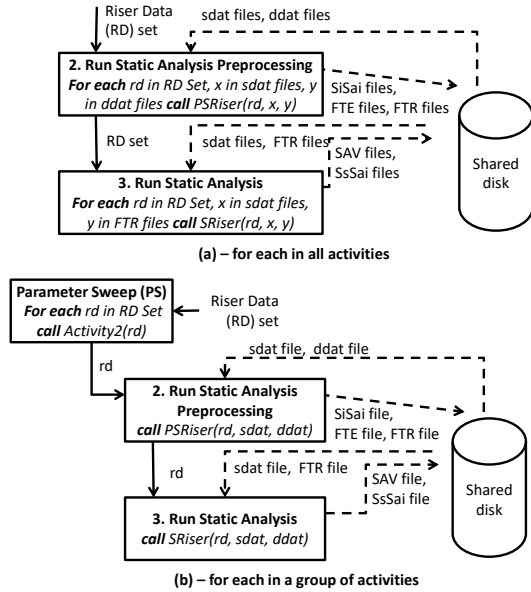 Riser Data
(RD) set
sdat files, ddat files
2. Run Static Analysis Preprocessing
For each rd in RD Set, x in sdat files, y
in ddat files call PSRiser(rd, x, y)
SiSai files,
FTE files, FTR files
RD set
sdat files, FTR files
SAV files,
SsSai files
Shared
disk
3. Run Static Analysis
For each rd in RD Set, x in sdat files,
y in FTR files call SRiser(rd, x, y)
(a) – for each in all activities
Parameter Sweep (PS)
For each rd in RD Set
call Activity2(rd)
Riser Data
(RD) set
rd
sdat file, ddat file
2. Run Static Analysis
Preprocessing
call PSRiser(rd, sdat, ddat)
SiSai file,
FTE file, FTR file
rd
sdat file, FTR file
SAV file,
SsSai file
Shared
disk
3. Run Static Analysis
call SRiser(rd, sdat, ddat)
(b) – for each in a group of activities